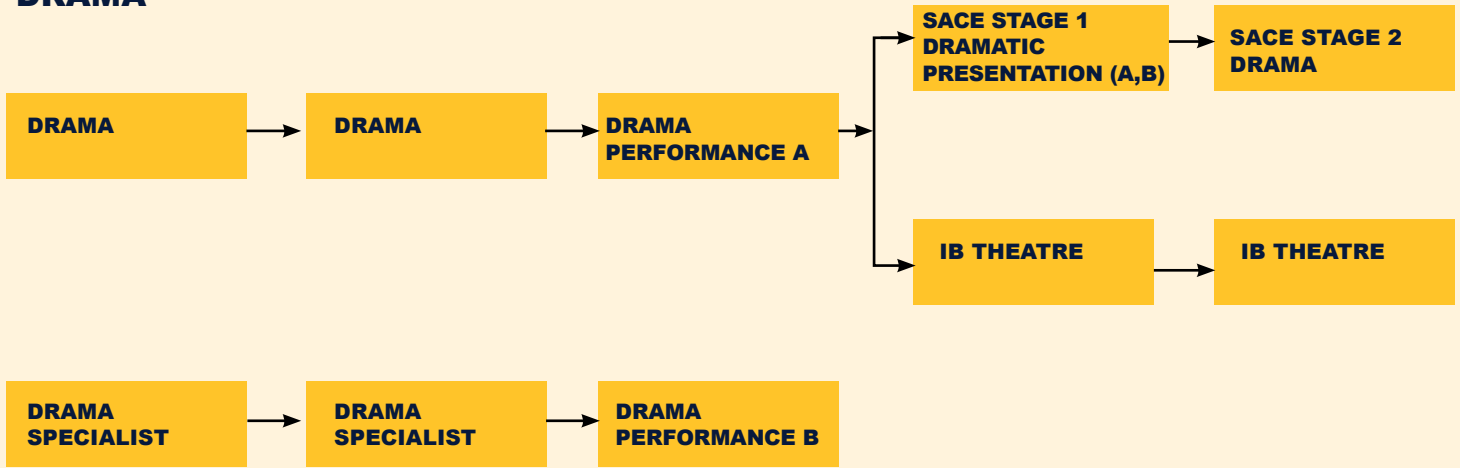 DRAMA
DRAMA
DRAMA
DRAMA
PERFORMANCE A
SACE STAGE 1
DRAMATIC
PRESENTATION (A,B)
SACE STAGE 2
DRAMA
IB THEATRE
IB THEATRE
DRAMA
SPECIALIST
DRAMA
SPECIALIST
DRAMA
PERFORMANCE B